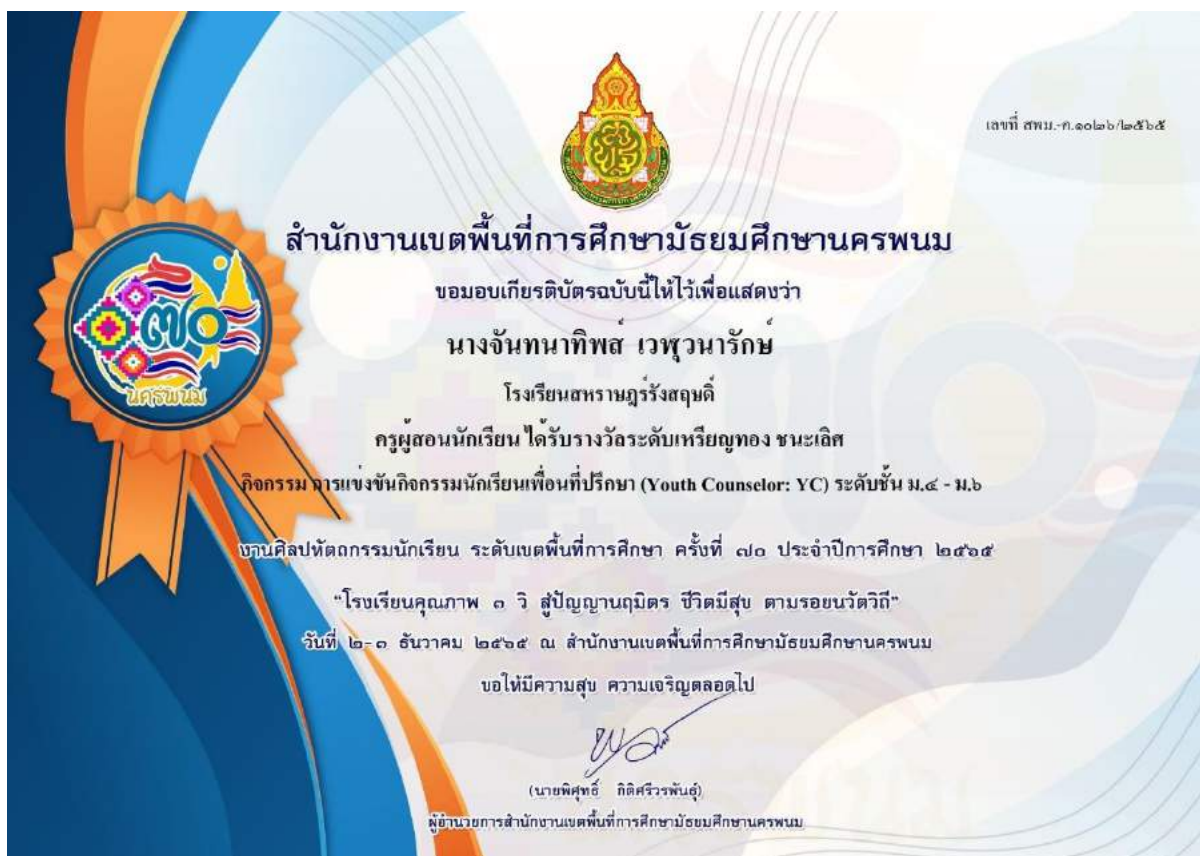 เลขที่ สพม.-ค.๑๐๒๖/๒๕๖๕
สำนักงานเขตพื้นที่การศึกษามัธยมศึกษานครพนม
ขอมอบเกียรติบัตรฉบับนี้ให้ไว้เพื่อแสดงว่า
นางจันทนาทิพส์ เวฬุวนารักษ์
โรงเรียนสหราษฎร์รังสฤษดิ์
ครูผู้สอนนักเรียน ได้รับรางวัลระดับเหรียญทอง ชนะเลิศ
กิจกรรม การแข่งขันกิจกรรมนักเรียนเพื่อนที่ปรึกษา (Youth Counselor: YC) ระดับชั้น ม.๔ - ม.๖
๗๐
นครพนม
งานศิลปหัตถกรรมนักเรียน ระดับเขตพื้นที่การศึกษา ครั้งที่ ๗๐ ประจำปีการศึกษา ๒๕๖๕
"โรงเรียนคุณภาพ ๓ วิ สู่ปัญญานฤมิตร ชีวิตมีสุข ตามรอยนวัตวิถี"
วันที่ ๒-๓ ธันวาคม ๒๕๖๕ ณ สำนักงานเขตพื้นที่การศึกษามัธยมศึกษานครพนม
ขอให้มีความสุข ความเจริญตลอดไป
(นายพิศุทธิ์ กิติศรีวรพันธุ์)
ผู้อำนวยการสำนักงานเขตพื้นที่การศึกษามัธยมศึกษานครพนม